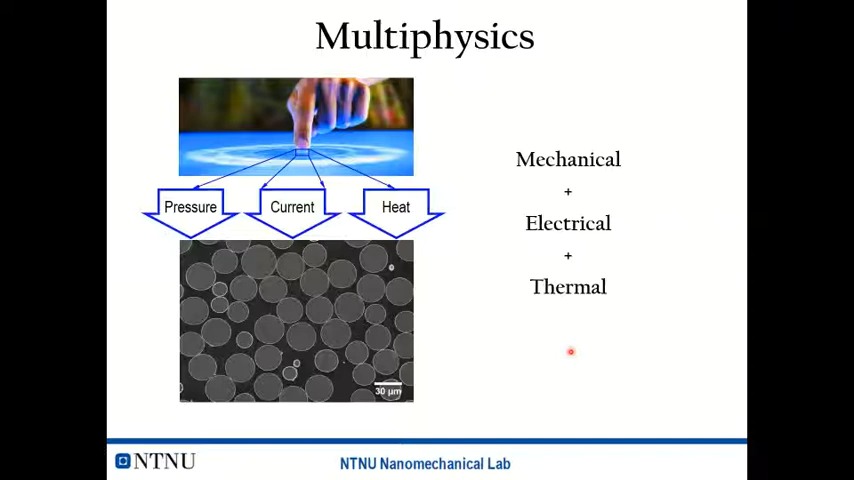 Multiphysics
Pressure
Current
Heat
Mechanical
+
Electrical
+
Thermal
30 μm
NTNU
NTNU Nanomechanical Lab